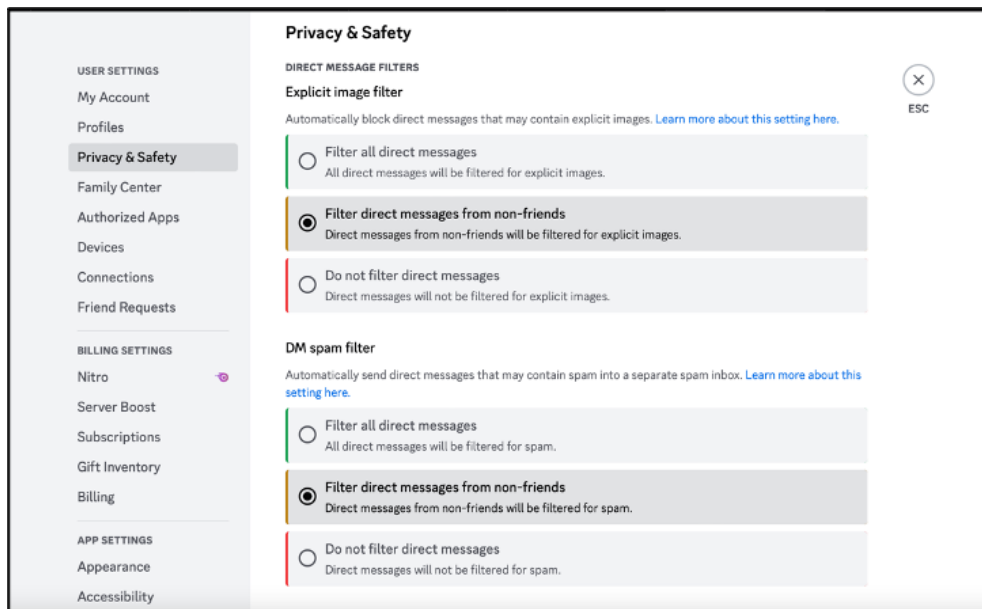 Privacy & Safety
USER SETTINGS
My Account
Profiles
Privacy & Safety
Family Center
Authorized Apps
Devices
Connections
Friend Requests
BILLING SETTINGS
Nitro
Server Boost
Subscriptions
Gift Inventory
Billing
APP SETTINGS
Appearance
Accessibility
DIRECT MESSAGE FILTERS
Explicit image filter
Automatically block direct messages that may contain explicit images. Learn more about this setting here.
Filter all direct messages
All direct messages will be filtered for explicit images.
Filter direct messages from non-friends
Direct messages from non-friends will be filtered for explicit images.
Do not filter direct messages
Direct messages will not be filtered for explicit images.
DM spam filter
Automatically send direct messages that may contain spam into a separate spam inbox. Learn more about this
setting here.
Filter all direct messages
All direct messages will be filtered for spam.
Filter direct messages from non-friends
Direct messages from non-friends will be filtered for spam.
Do not filter direct messages
Direct messages will not be filtered for spam.
ESC